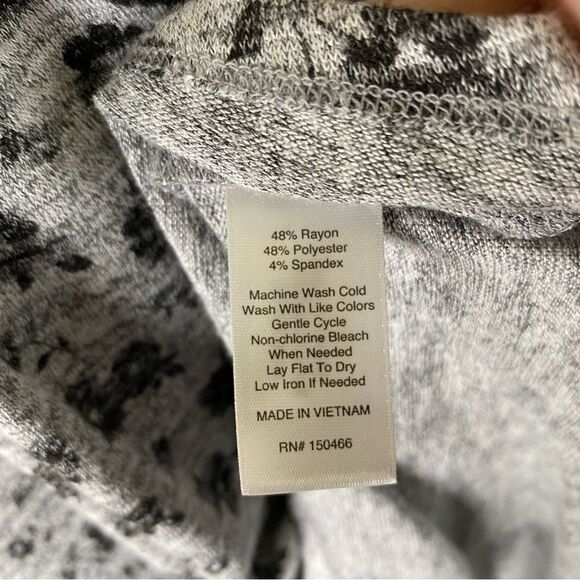 48% Rayon
48% Polyester
4% Spandex
Machine Wash Cold
Wash With Like Colors
Gentle Cycle
Non-chlorine Bleach
When Needed
Lay Flat To Dry
Low Iron If Needed
MADE IN VIETNAM
RN# 150466